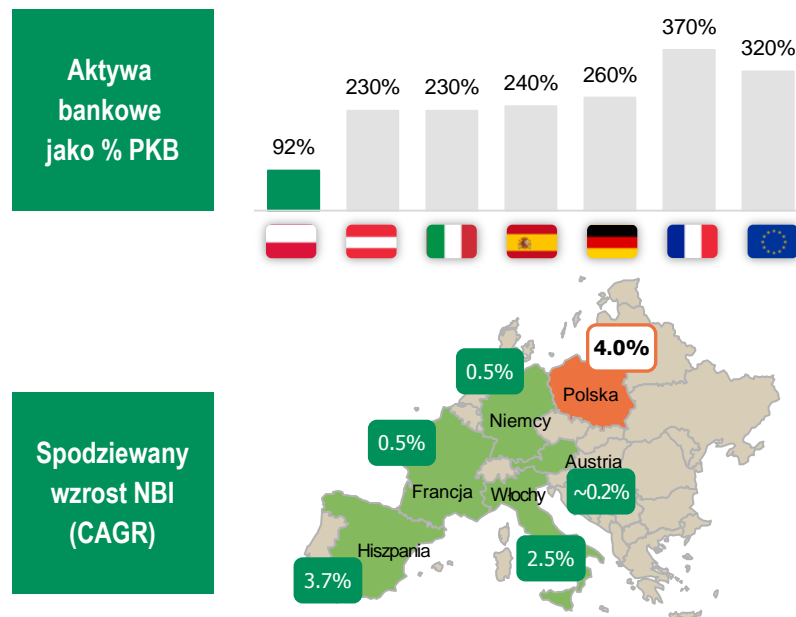 Aktywa
bankowe
jako % PKB
92%
230%
230%
240%
260%
370%
320%
Spodziewany
wzrost NBI
(CAGR)
4.0%
0.5%
Polska
Niemcy
0.5%
Austria
Francja
Włochy
~0.2%
Hiszpania
2.5%
3.7%